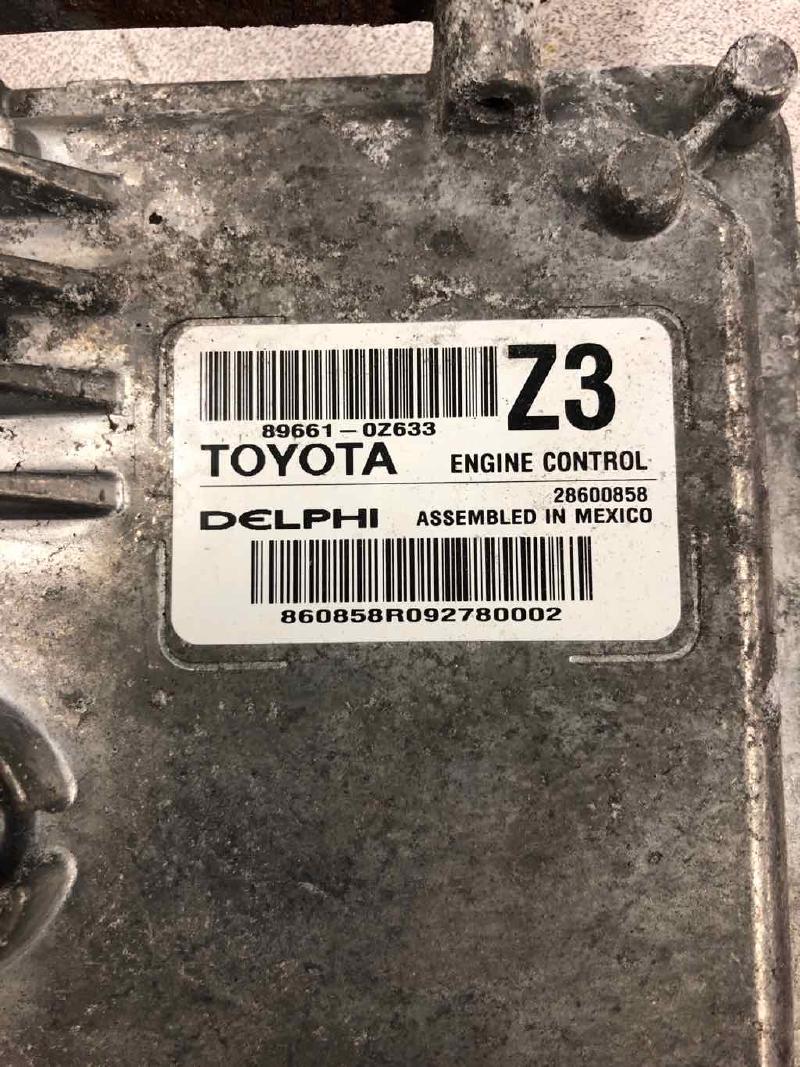 Z3
89661-0Z633
TOYOTA ENGINE CONTROL
28600858
DELPHI ASSEMBLED IN MEXICO
860858R092780002